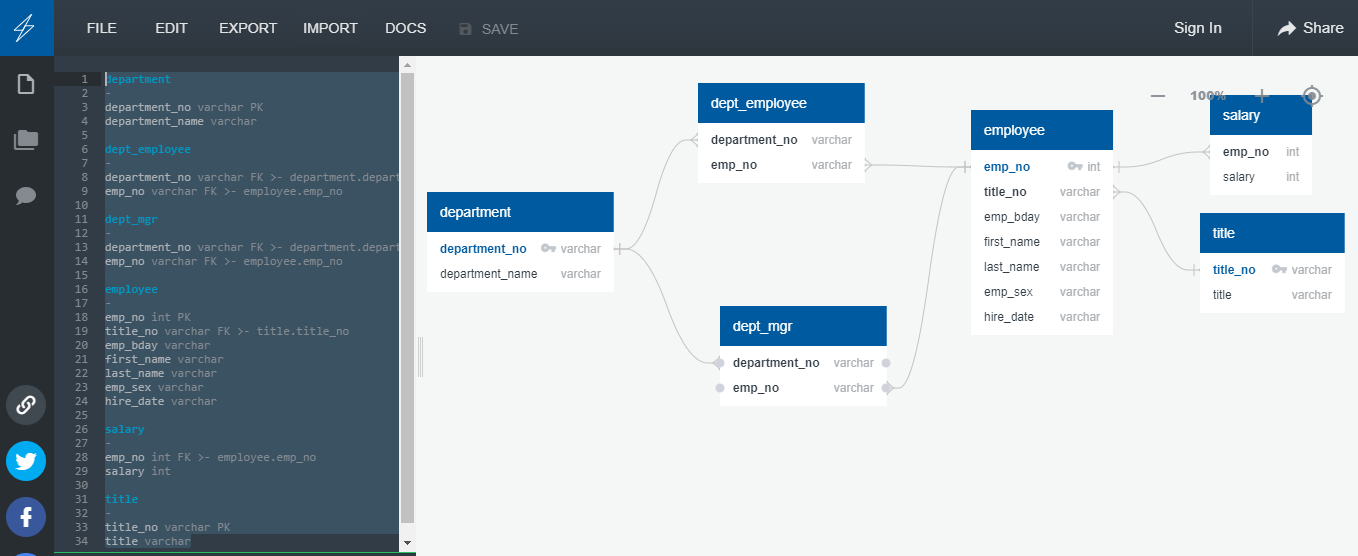 FILE EDIT EXPORT IMPORT DOCS SAVE Sign In Share
1 department
2 -
3 department_no varchar PK
4 department_name varchar
5
6 dept_employee
7 -
8 department_no varchar FK >- department.depart
9 emp_no varchar FK >- employee.emp_no
10
11 dept_mgr
12 -
13 department_no varchar FK >- department.depart
14 emp_no varchar FK >- employee.emp_no
15
16 employee
17 -
18 emp_no int PK
19 title_no varchar FK >- title.title_no
20 emp_bday varchar
21 first_name varchar
22 last_name varchar
23 emp_sex varchar
24 hire_date varchar
25
26 salary
27 -
28 emp_no int FK >- employee.emp_no
29 salary int
30
31 title
32 -
33 title_no varchar PK
34 title varchar
department
department_no varchar
department_name varchar
dept_employee
department_no varchar
emp_no varchar
dept_mgr
department_no varchar
emp_no varchar
employee
emp_no int
title_no varchar
emp_bday varchar
first_name varchar
last_name varchar
emp_sex varchar
hire_date varchar
100%
salary
emp_no int
salary int
title
title_no varchar
title varchar